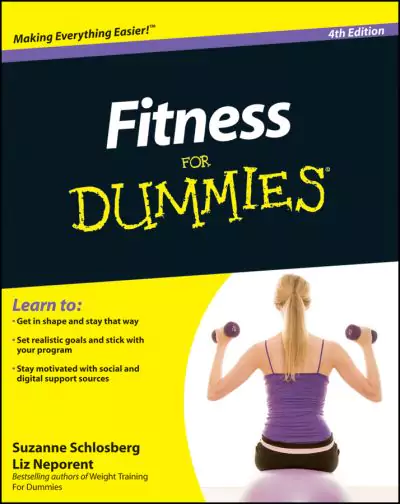 Making Everything Easier!™
4th Edition
Fitness
FOR
DUMMIES®
Learn to:
• Get in shape and stay that way
• Set realistic goals and stick with
your program
• Stay motivated with social and
digital support sources
Suzanne Schlosberg
Liz Neporent
Bestselling authors of Weight Training
For Dummies